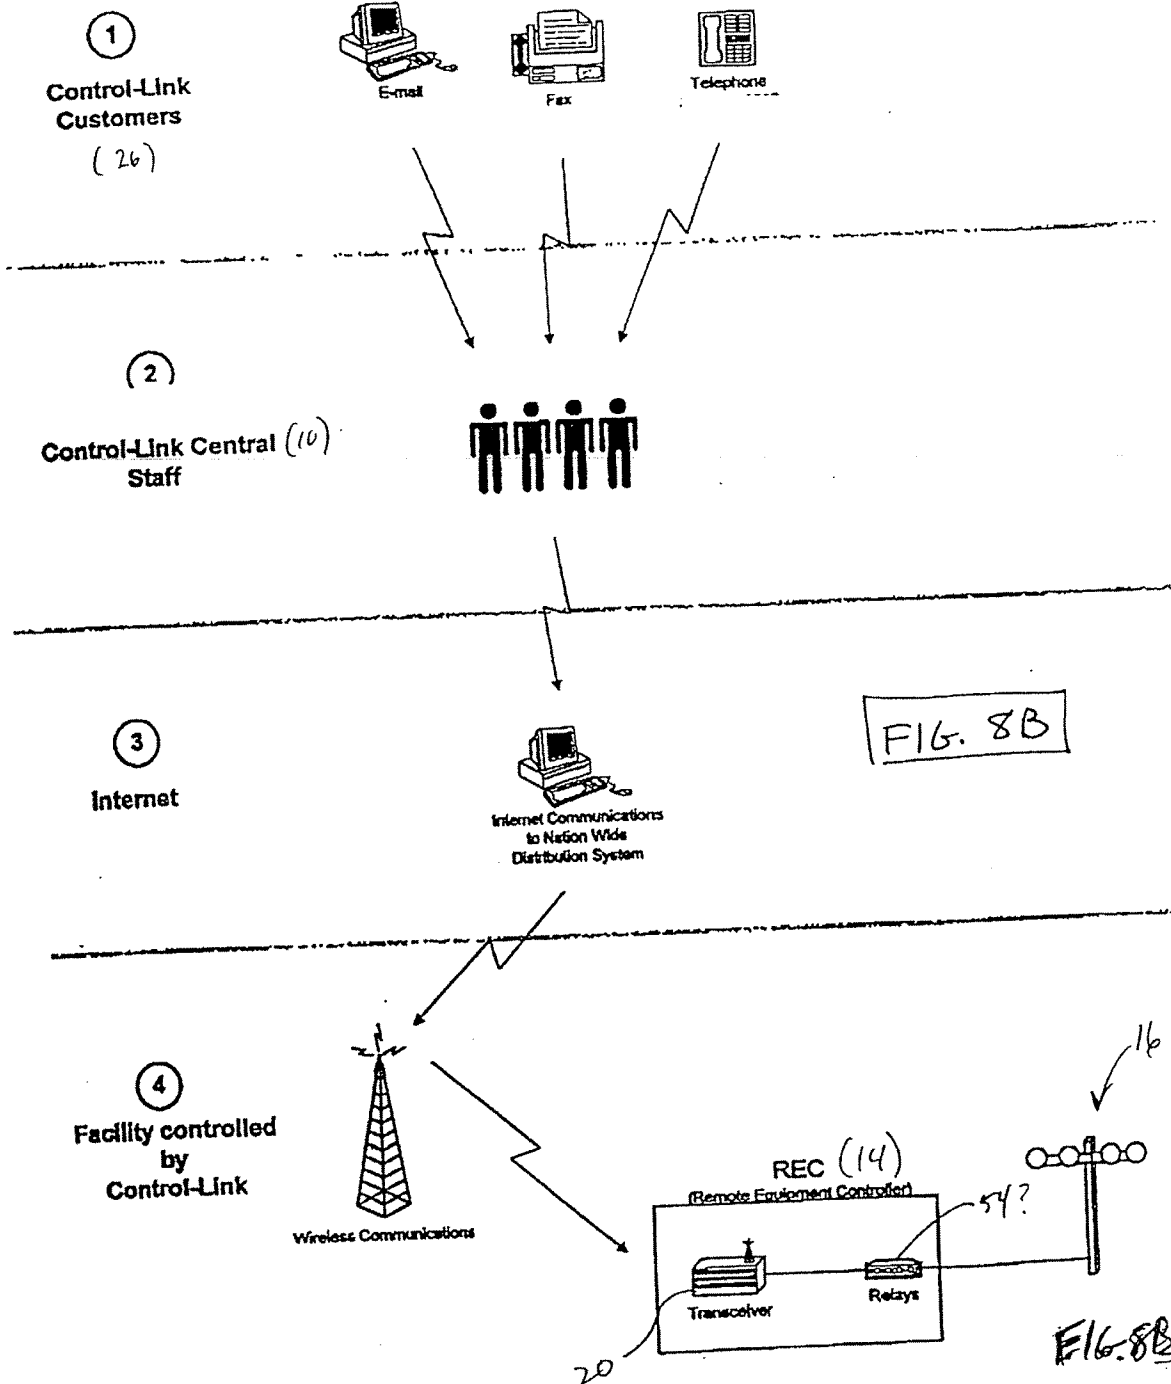 1
Control-Link
Customers
(26)
E-mail
Fax
Telephone
2
Control-Link Central (10)
Staff
3
Internet
Internet Communications
to Nation Wide
Distribution System
FIG. 8B
4
Facility controlled
by
Control-Link
Wireless Communications
16
REC (14)
(Remote Equipment Controller)
54?
Transceiver
Relays
20
FIG. 8B